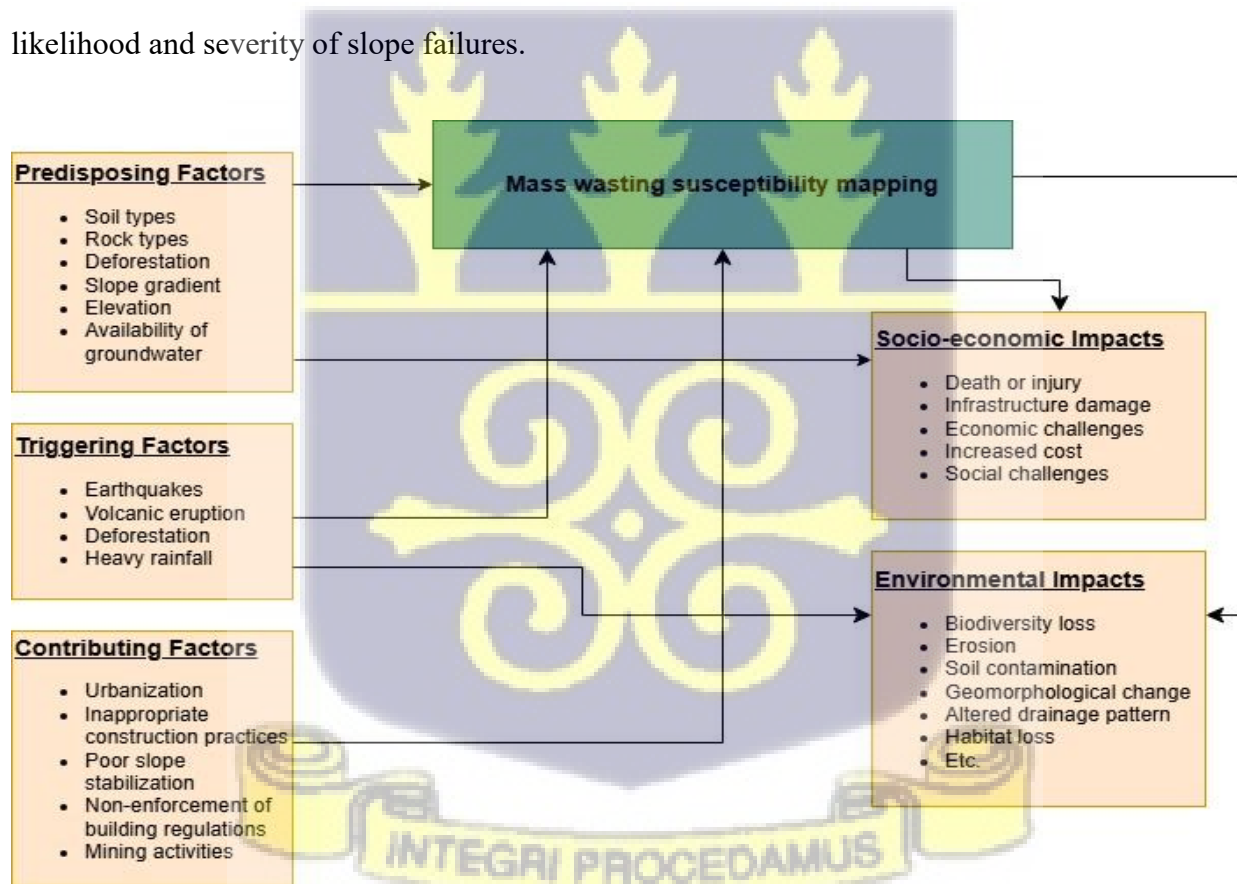 likelihood and severity of slope failures.
Mass wasting susceptibility mapping
Predisposing Factors
• Soil types
• Rock types
• Deforestation
• Slope gradient
• Elevation
• Availability of
groundwater
Triggering Factors
• Earthquakes
• Volcanic eruption
• Deforestation
• Heavy rainfall
Contributing Factors
• Urbanization
• Inappropriate
construction practices
• Poor slope
stabilization
• Non-enforcement of
building regulations
• Mining activities
Socio-economic Impacts
• Death or injury
• Infrastructure damage
• Economic challenges
• Increased cost
• Social challenges
Environmental Impacts
• Biodiversity loss
• Erosion
• Soil contamination
• Geomorphological change
• Altered drainage pattern
• Habitat loss
• Etc.
INTEGRI PROCEDAMUS